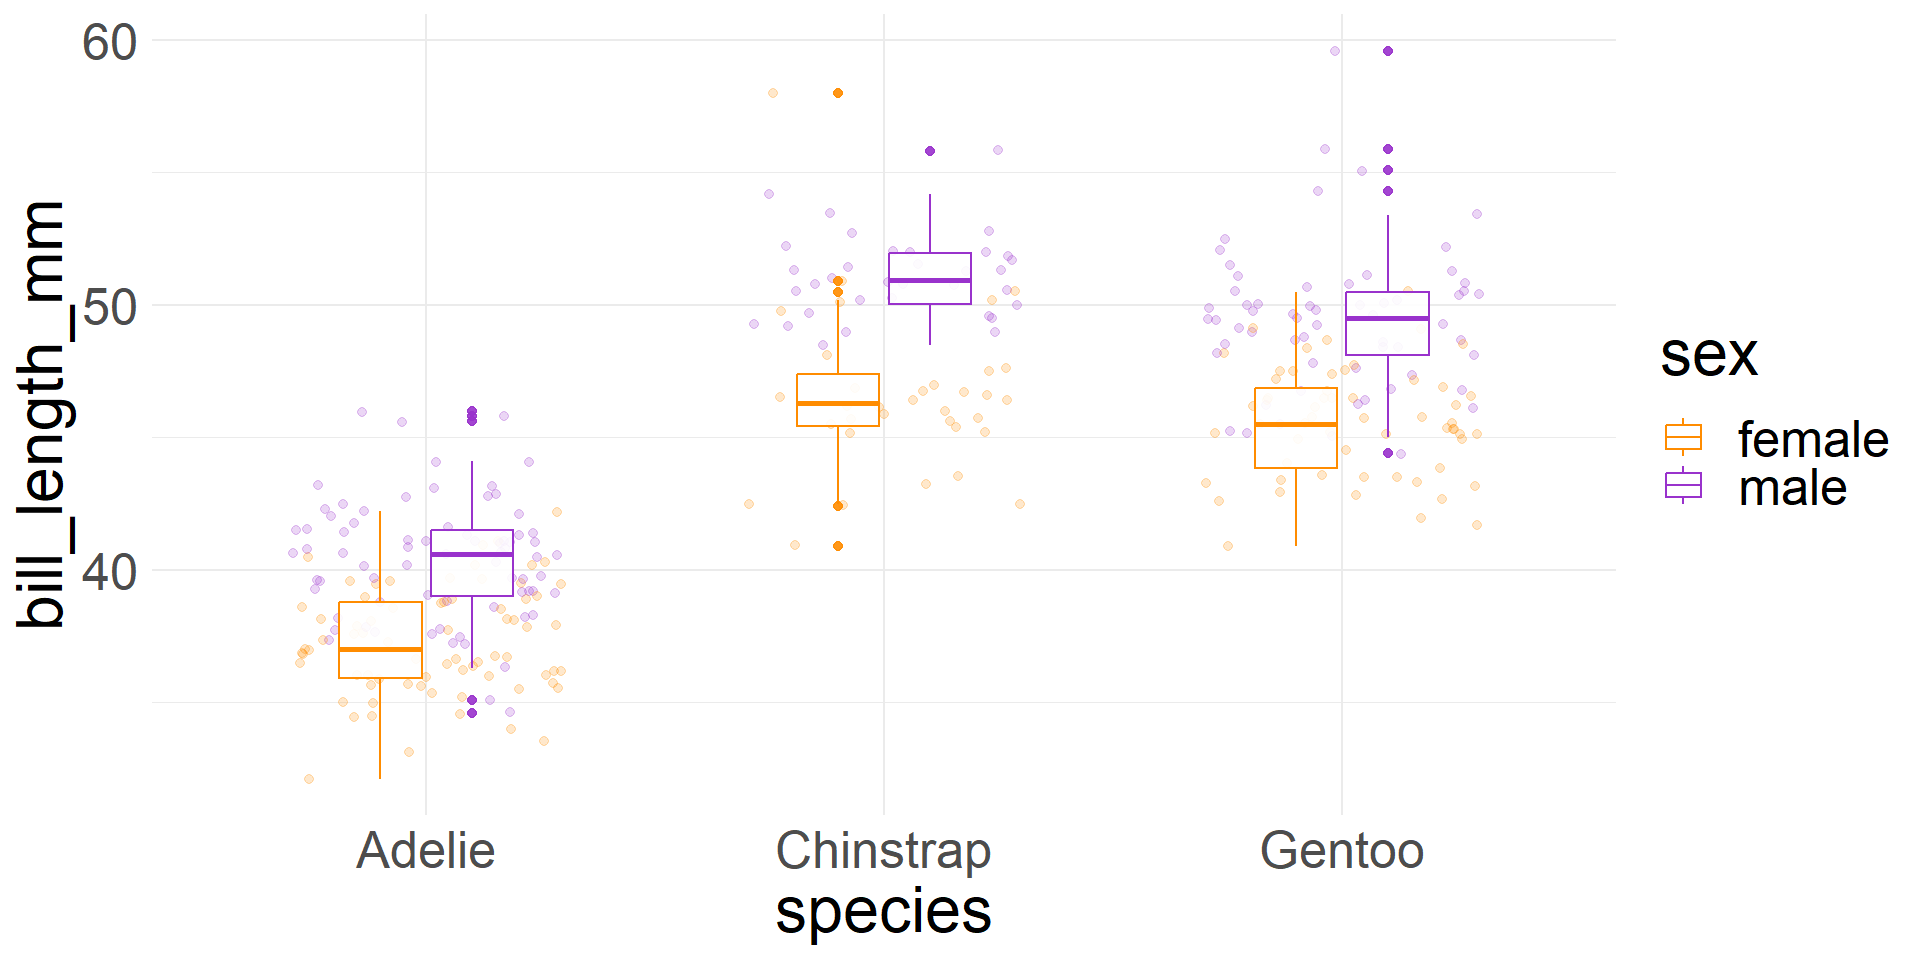 60
50
40
bill_length_mm
Adelie
Chinstrap
Gentoo
species
sex
female
male